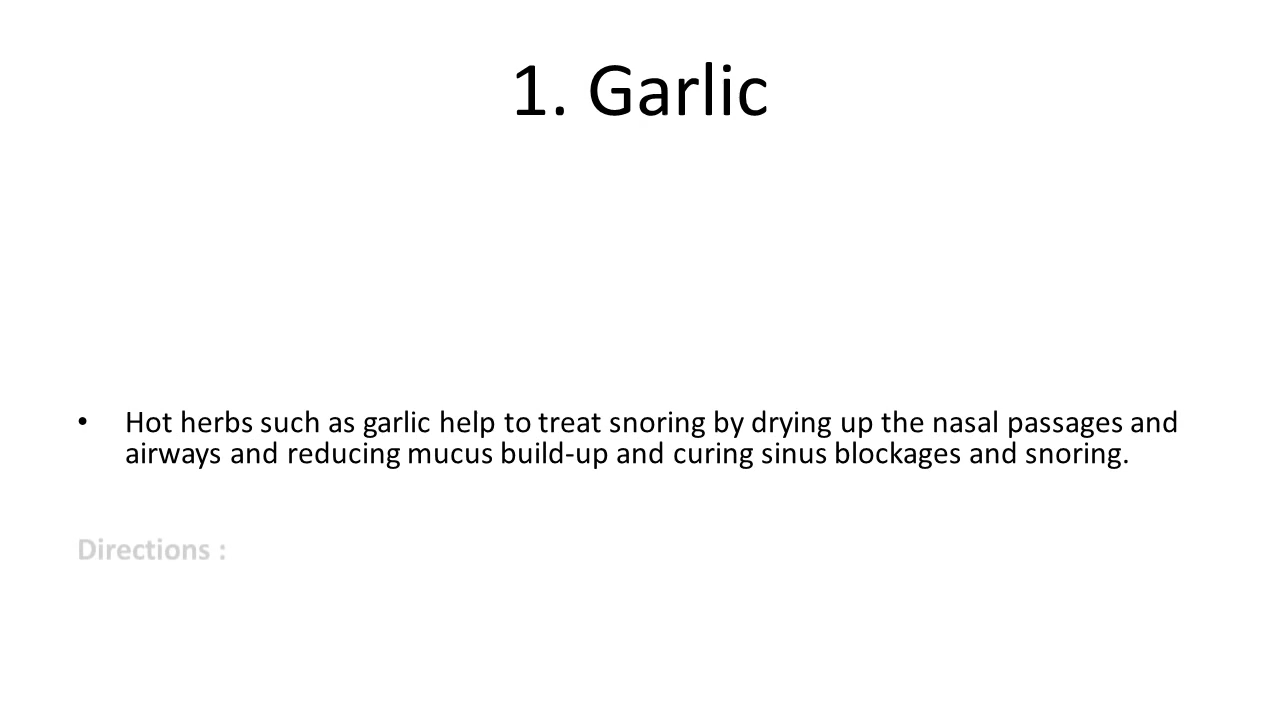 1. Garlic
• Hot herbs such as garlic help to treat snoring by drying up the nasal passages and
airways and reducing mucus build-up and curing sinus blockages and snoring.
Directions :